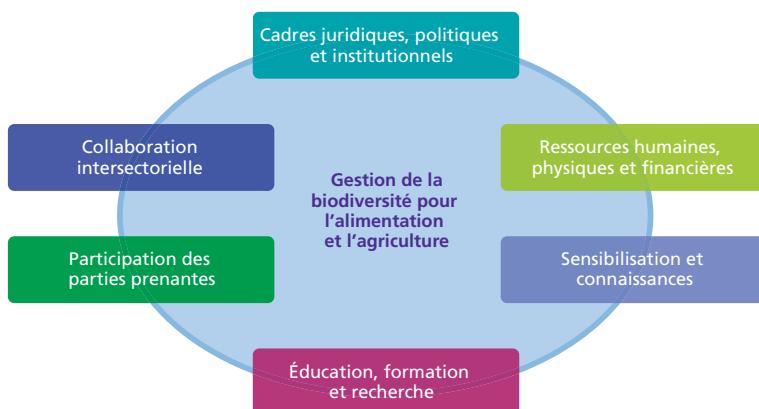 Cadres juridiques, politiques
et institutionnels
Collaboration
intersectorielle
Ressources humaines,
physiques et financières
Gestion de la
biodiversité pour
l'alimentation
et l'agriculture
Participation des
parties prenantes
Sensibilisation et
connaissances
Éducation, formation
et recherche